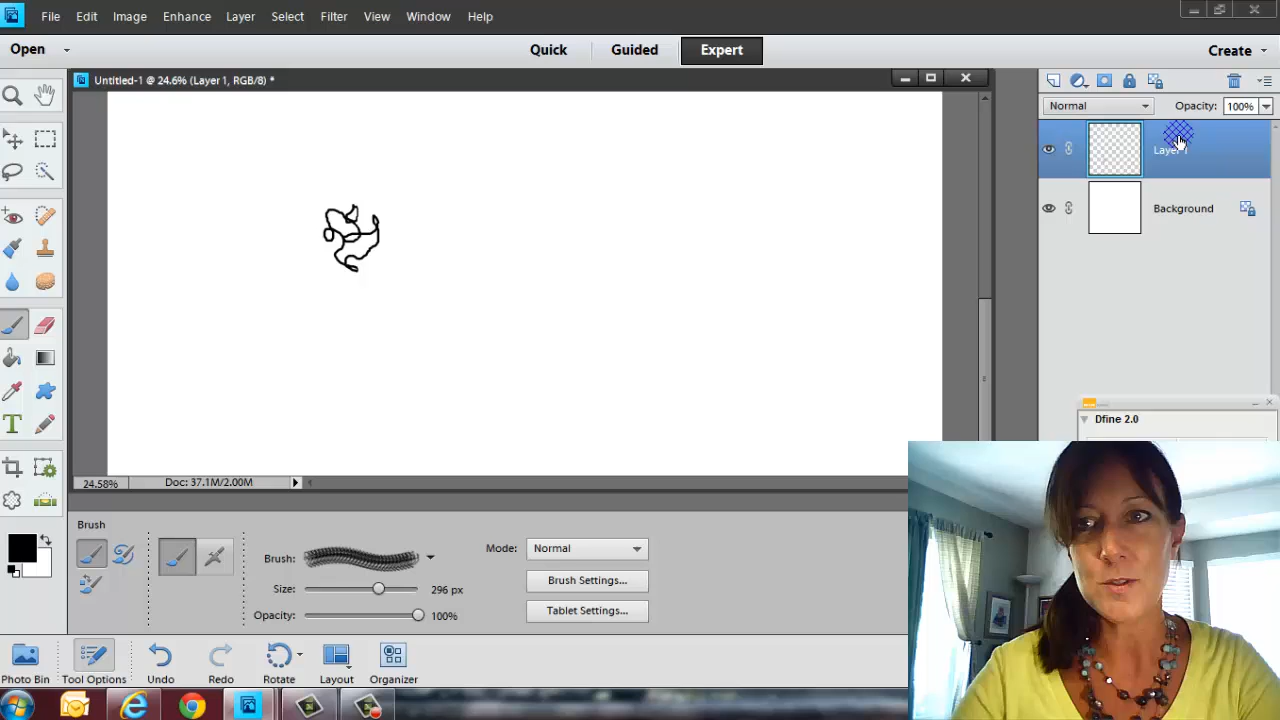 File Edit Image Enhance Layer Select Filter View Window Help
Open Quick Guided Expert Create
Untitled-1 @ 24.6% (Layer 1, RGB/8) *
Normal Opacity: 100%
Layer 1
Background
Dfine 2.0
24.58% Doc: 37.1M/2.00M
Brush
Brush: Mode: Normal
Size: 296 px Brush Settings...
Opacity: 100% Tablet Settings...
Photo Bin Tool Options Undo Redo Rotate Layout Organizer